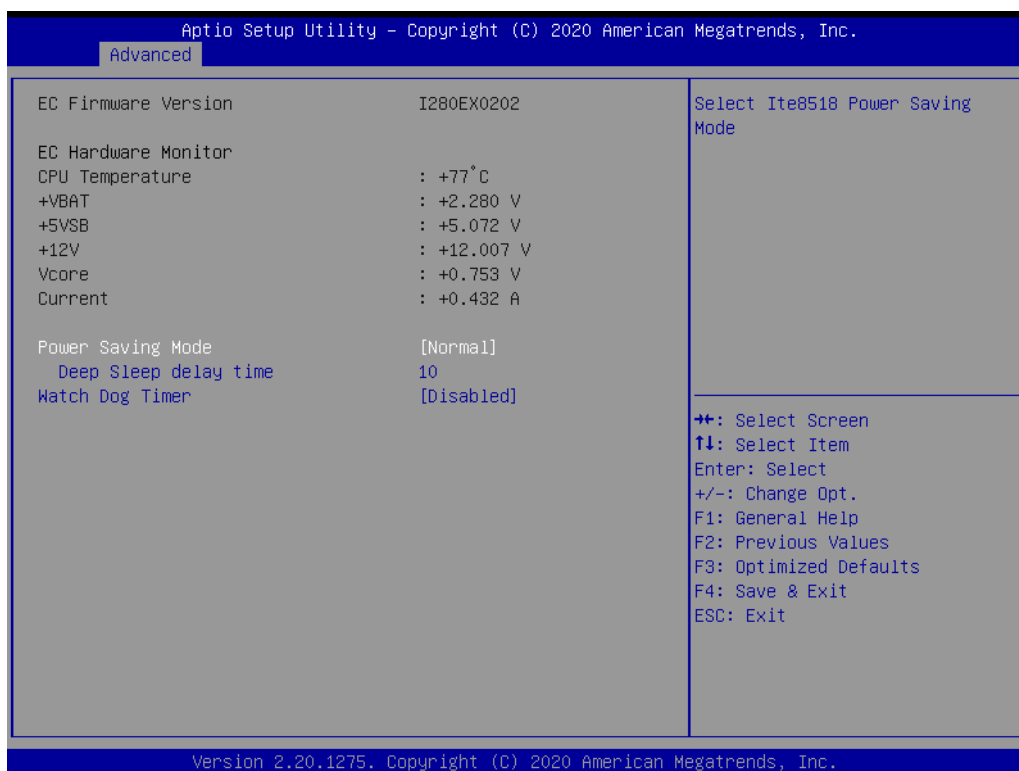 Aptio Setup Utility – Copyright (C) 2020 American Megatrends, Inc.
Advanced
EC Firmware Version I280EX0202
EC Hardware Monitor
CPU Temperature : +77°C
+VBAT : +2.280 V
+5VSB : +5.072 V
+12V : +12.007 V
Vcore : +0.753 V
Current : +0.432 A
Power Saving Mode [Normal]
Deep Sleep delay time 10
Watch Dog Timer [Disabled]
Select Ite8518 Power Saving
Mode
→←: Select Screen
↑↓: Select Item
Enter: Select
+/-: Change Opt.
F1: General Help
F2: Previous Values
F3: Optimized Defaults
F4: Save & Exit
ESC: Exit
Version 2.20.1275. Copyright (C) 2020 American Megatrends, Inc.